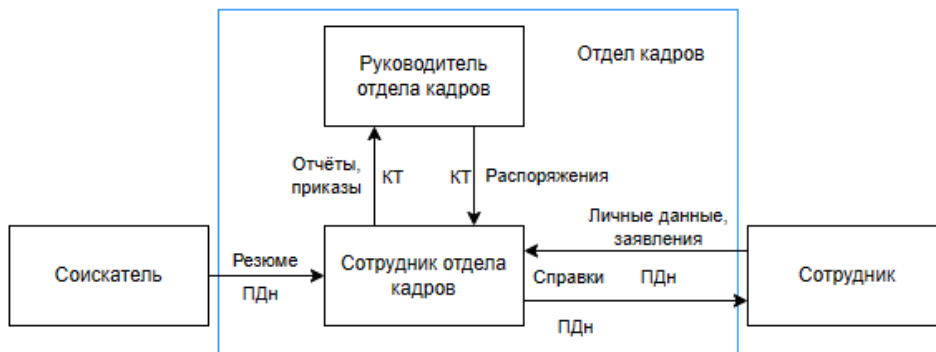 Руководитель
отдела кадров
Отдел кадров
Отчёты,
приказы
КТ
КТ
Распоряжения
Личные данные,
заявления
Соискатель
Резюме
ПДн
Сотрудник отдела
кадров
Справки
ПДн
ПДн
Сотрудник